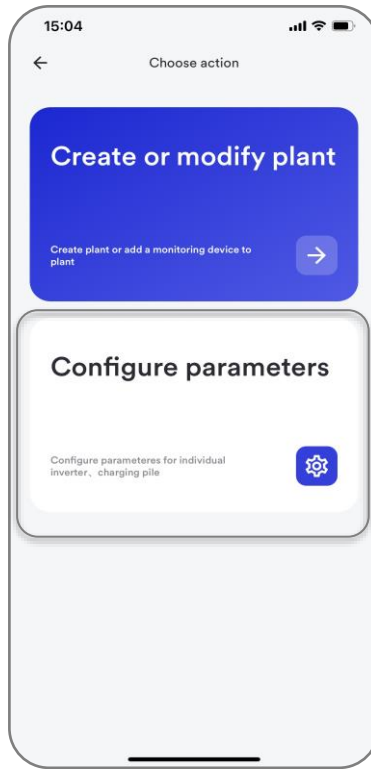 15:04
Choose action
Create or modify plant
Create plant or add a monitoring device to
plant
Configure parameters
Configure parameteres for individual
inverter、charging pile